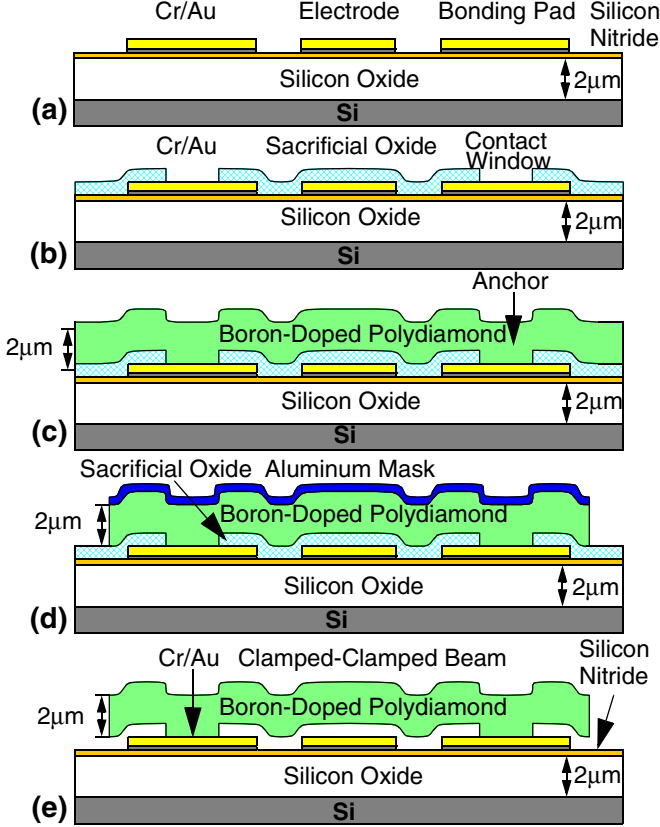 Cr/Au Electrode Bonding Pad Silicon
Nitride
Silicon Oxide 2μm
(a) Si
Cr/Au Sacrificial Oxide Contact
Window
Silicon Oxide 2μm
(b) Si
Anchor
2μm Boron-Doped Polydiamond
Silicon Oxide 2μm
(c) Si
Sacrificial Oxide Aluminum Mask
2μm Boron-Doped Polydiamond
Silicon Oxide 2μm
(d) Si
Cr/Au Clamped-Clamped Beam Silicon
Nitride
2μm Boron-Doped Polydiamond
Silicon Oxide 2μm
(e) Si